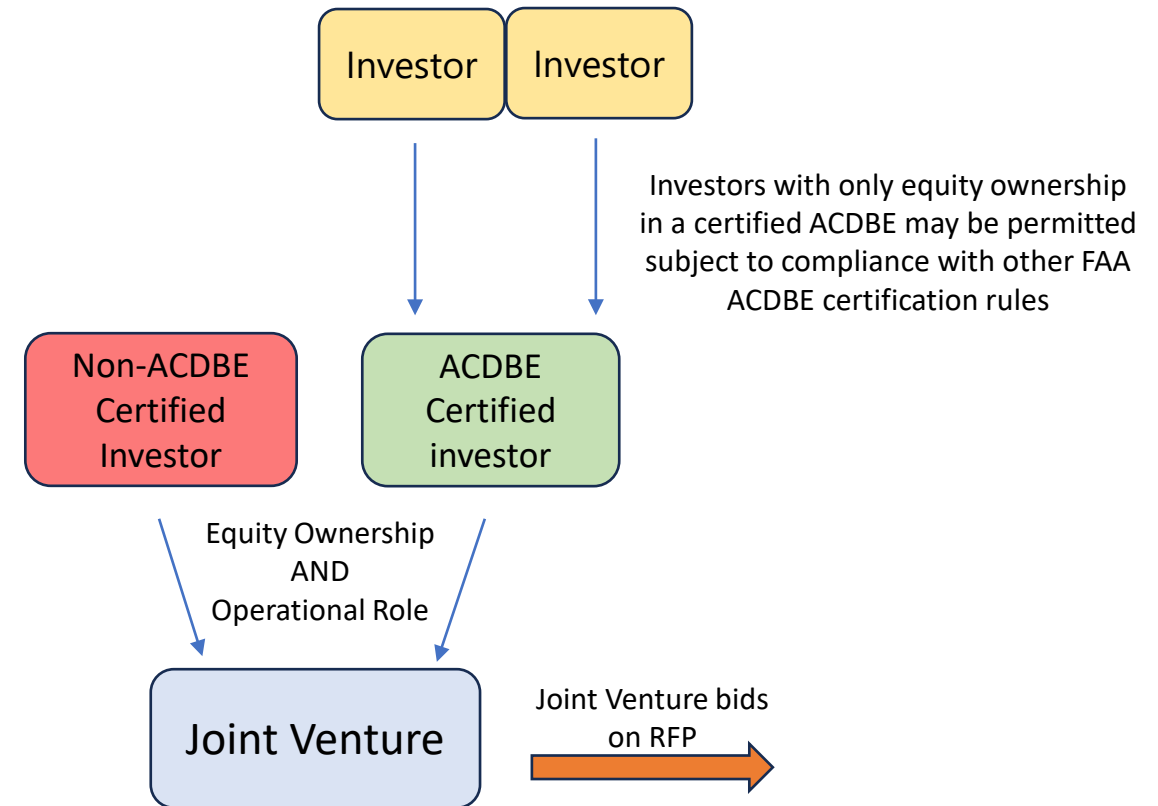 Investor
Investor
Investors with only equity ownership
in a certified ACDBE may be permitted
subject to compliance with other FAA
ACDBE certification rules
Non-ACDBE
Certified
Investor
ACDBE
Certified
investor
Equity Ownership
AND
Operational Role
Joint Venture
Joint Venture bids
on RFP